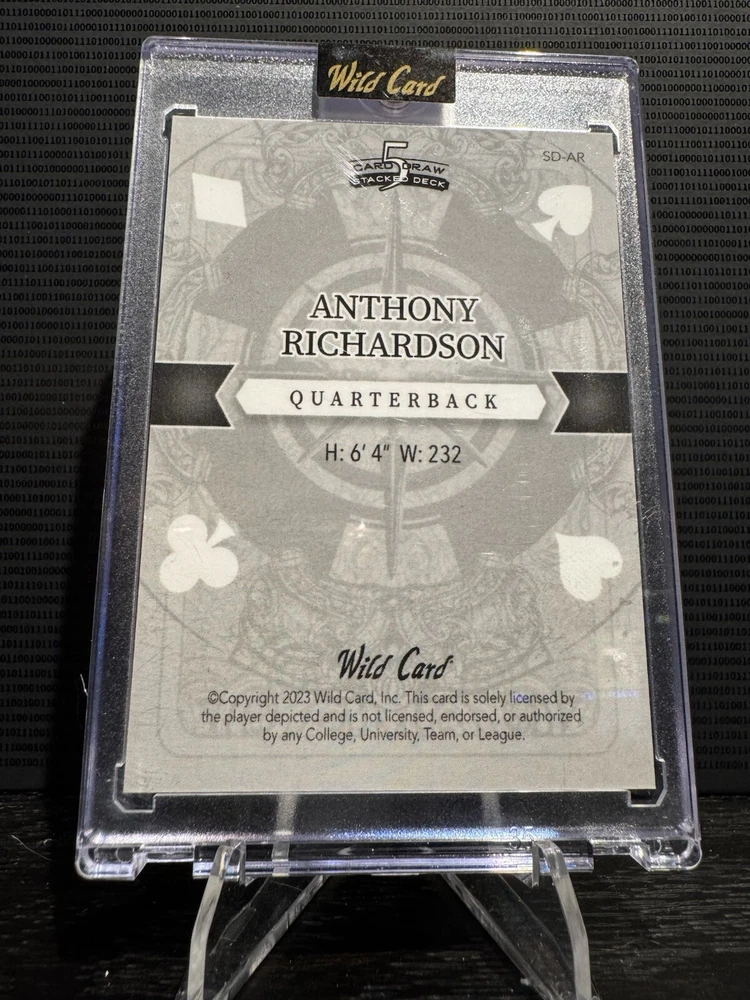 Wild Card
5
CARD DRAW
STACKED DECK
SD-AR
ANTHONY
RICHARDSON
QUARTERBACK
H: 6' 4" W: 232
Wild Card
©Copyright 2023 Wild Card, Inc. This card is solely licensed by
the player depicted and is not licensed, endorsed, or authorized
by any College, University, Team, or League.